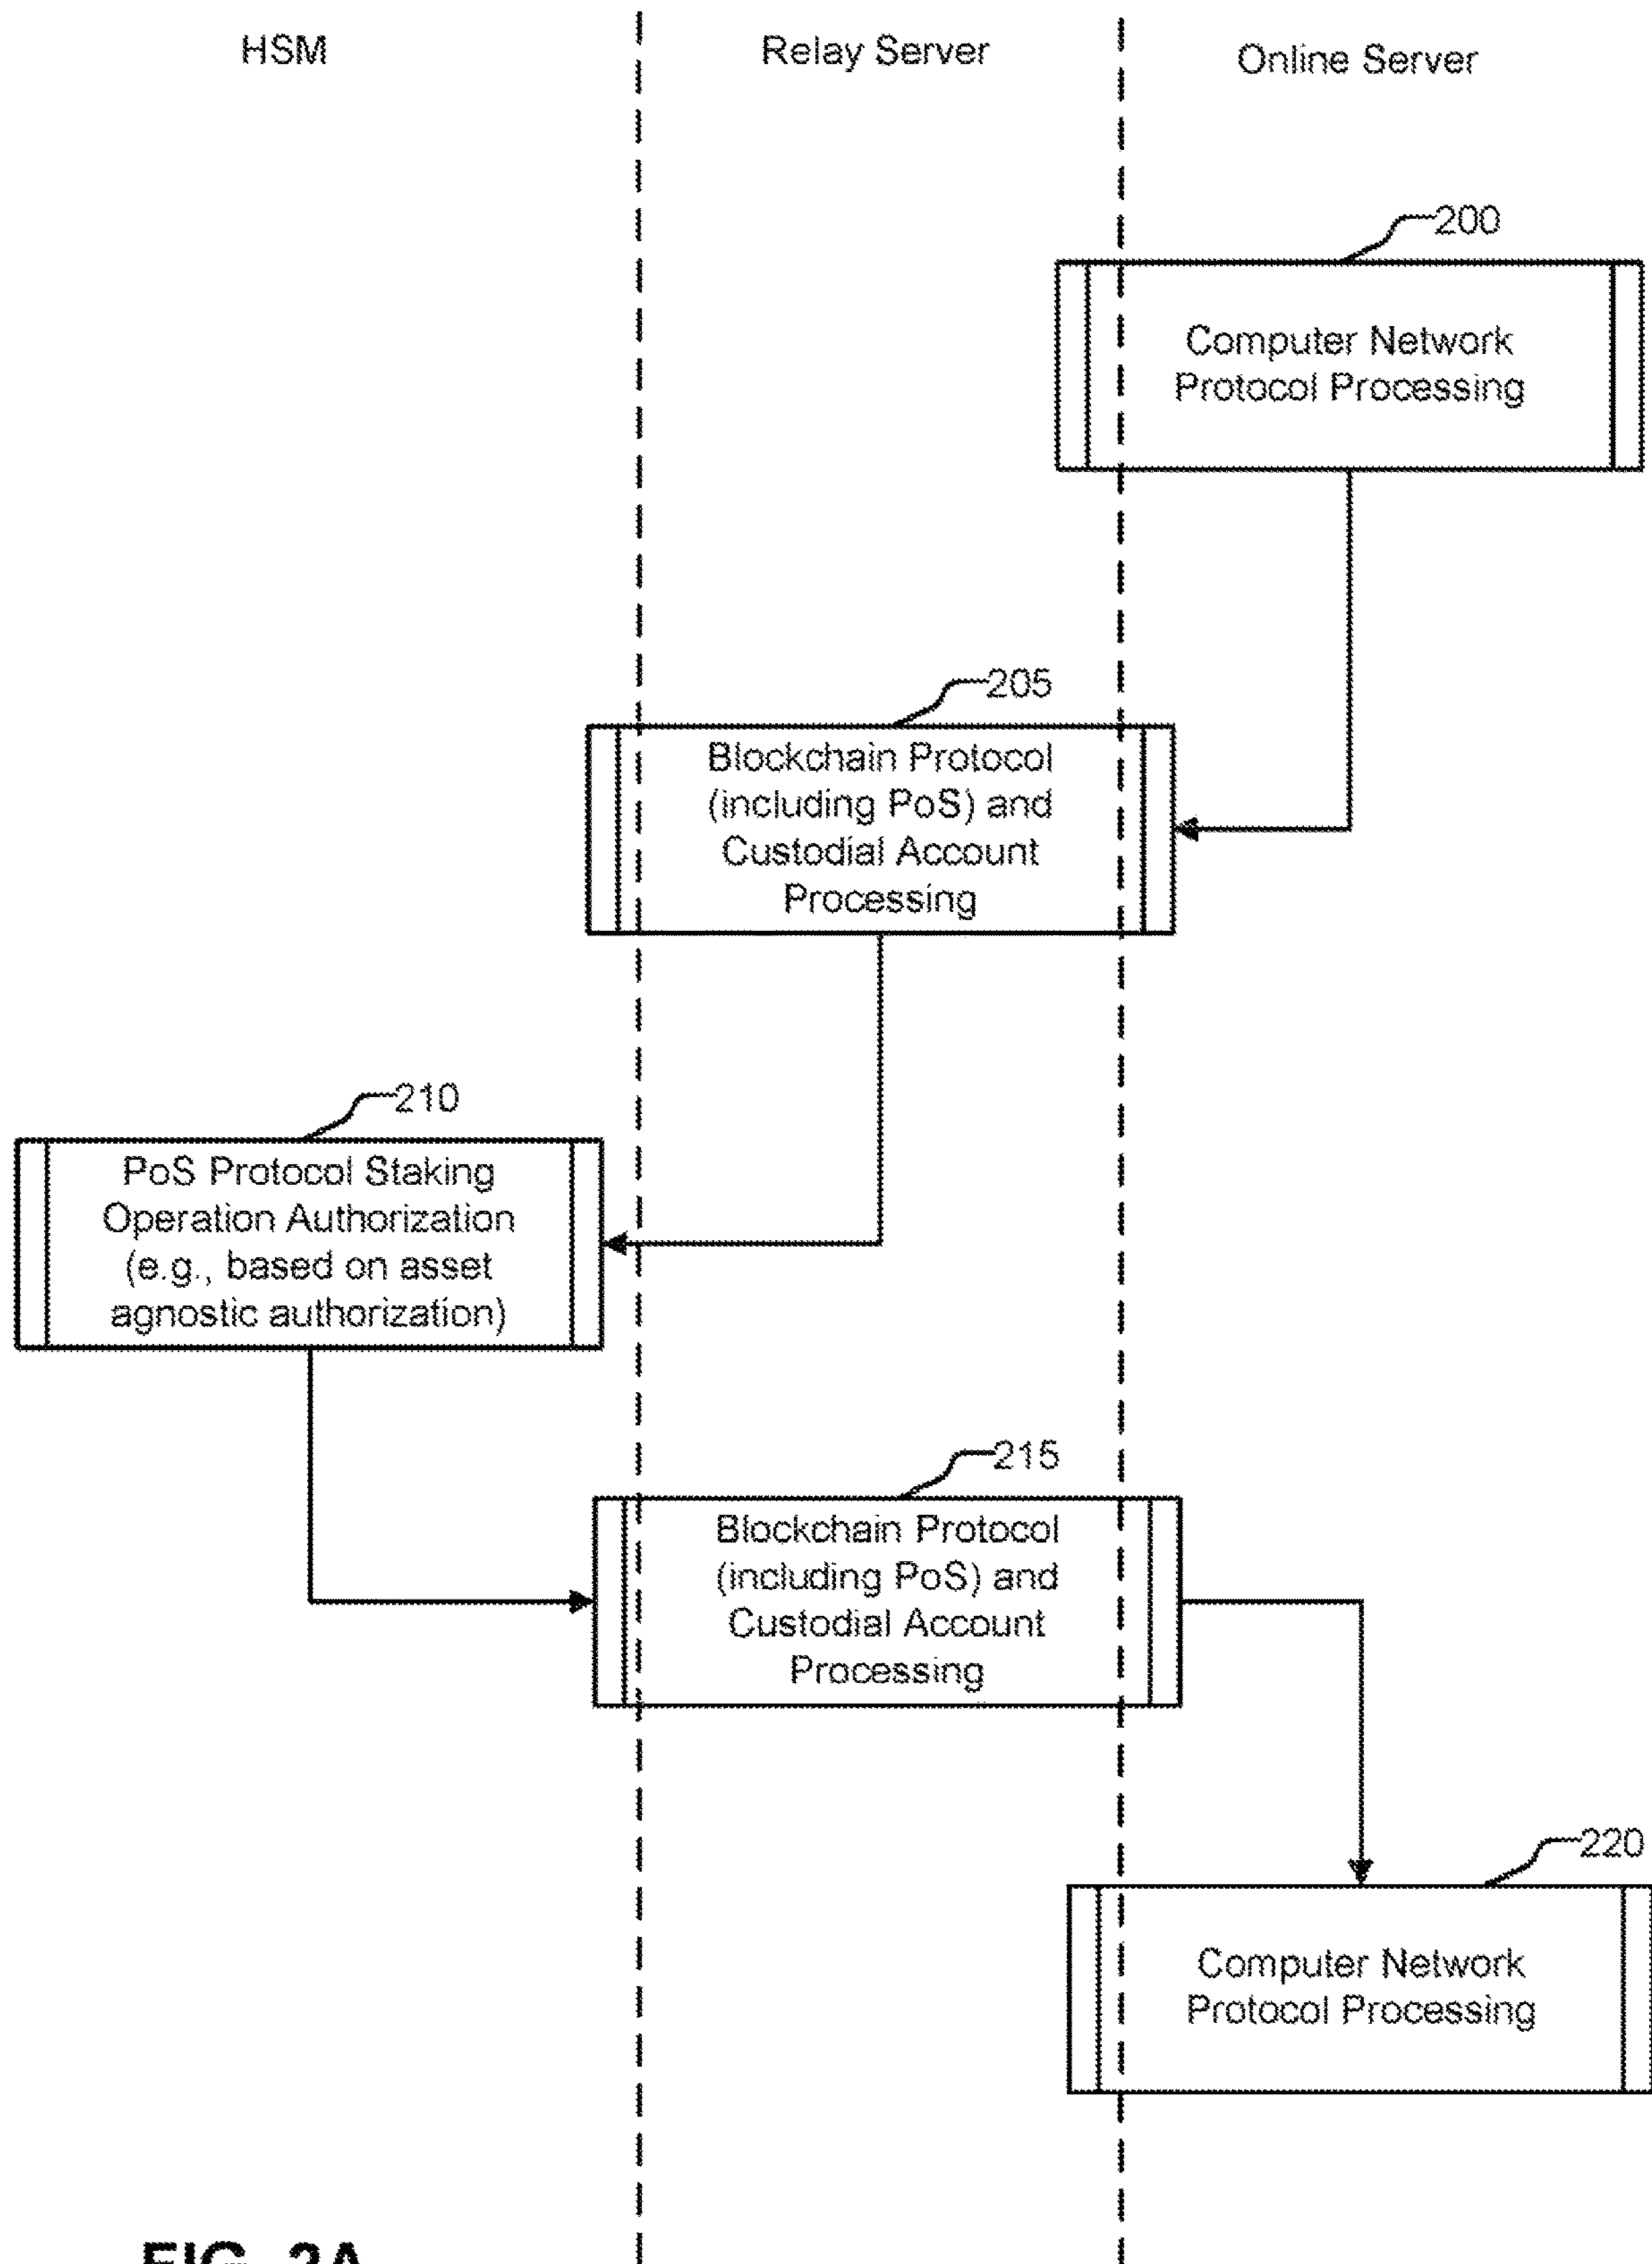 HSM
Relay Server
Online Server
200
Computer Network
Protocol Processing
205
Blockchain Protocol
(including PoS) and
Custodial Account
Processing
210
PoS Protocol Staking
Operation Authorization
(e.g., based on asset
agnostic authorization)
215
Blockchain Protocol
(including PoS) and
Custodial Account
Processing
220
Computer Network
Protocol Processing
FIG. 2A